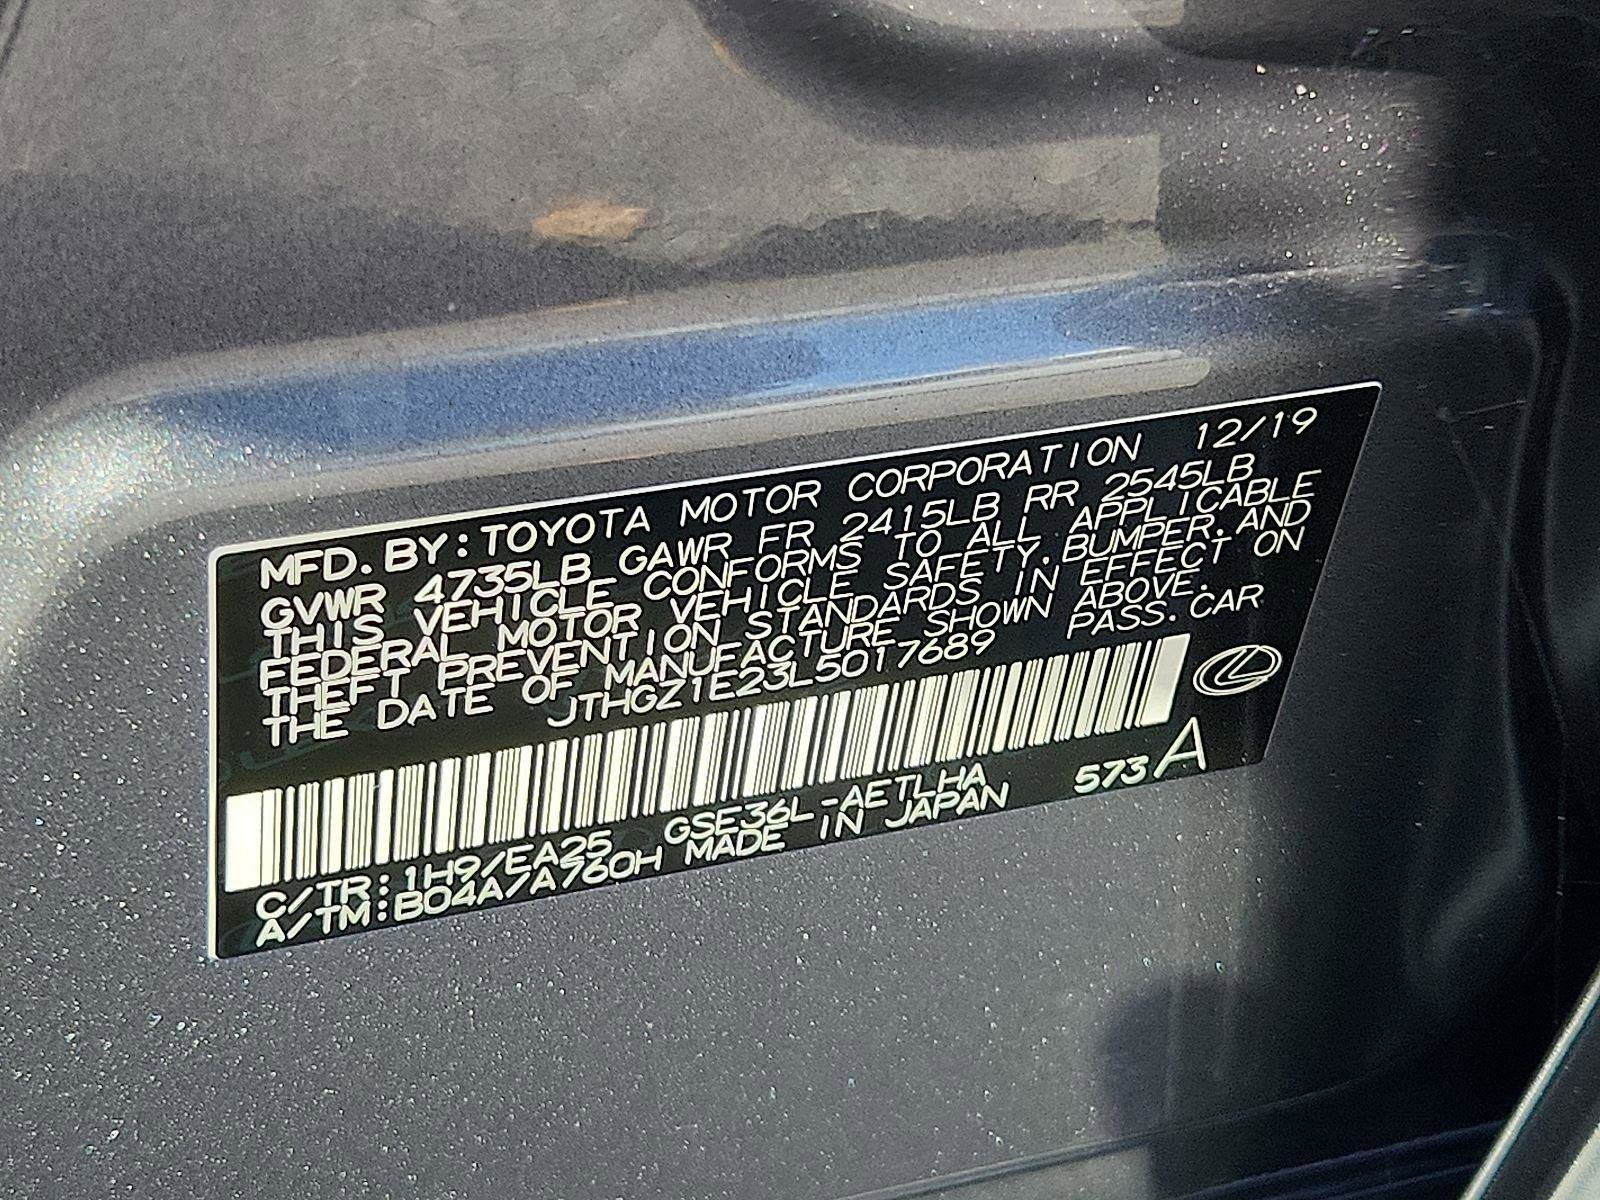 MFD. BY: TOYOTA MOTOR CORPORATION 12/19
GVWR 4735LB GAWR FR 2415LB RR 2545LB
THIS VEHICLE CONFORMS TO ALL APPLICABLE
FEDERAL MOTOR VEHICLE SAFETY, BUMPER, AND
THEFT PREVENTION STANDARDS IN EFFECT ON
THE DATE OF MANUFACTURE SHOWN ABOVE.
JTHGZ1E23L5017689 PASS. CAR
C/TR: 1H9/EA25 GSE36L-AETLHA 573 A
A/TM: B04A/A760H MADE IN JAPAN